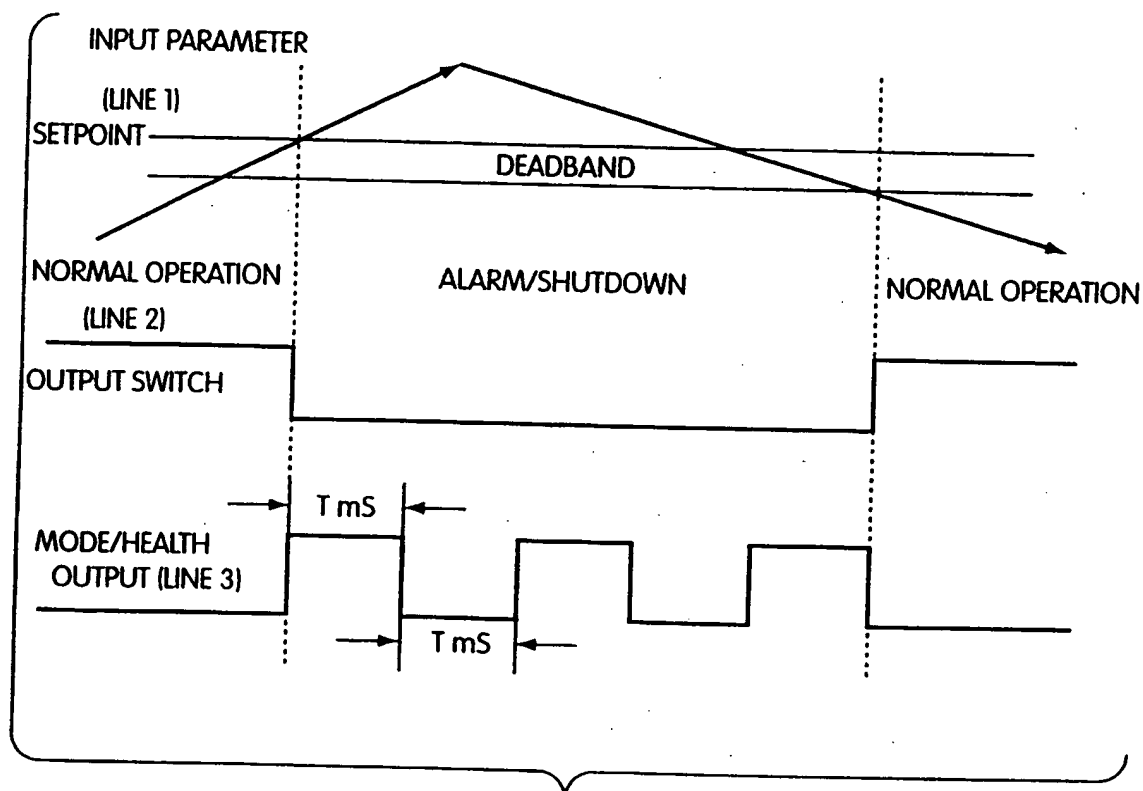 INPUT PARAMETER
(LINE 1)
SETPOINT
DEADBAND
NORMAL OPERATION
ALARM/SHUTDOWN
NORMAL OPERATION
(LINE 2)
OUTPUT SWITCH
T mS
MODE/HEALTH
OUTPUT (LINE 3)
T mS